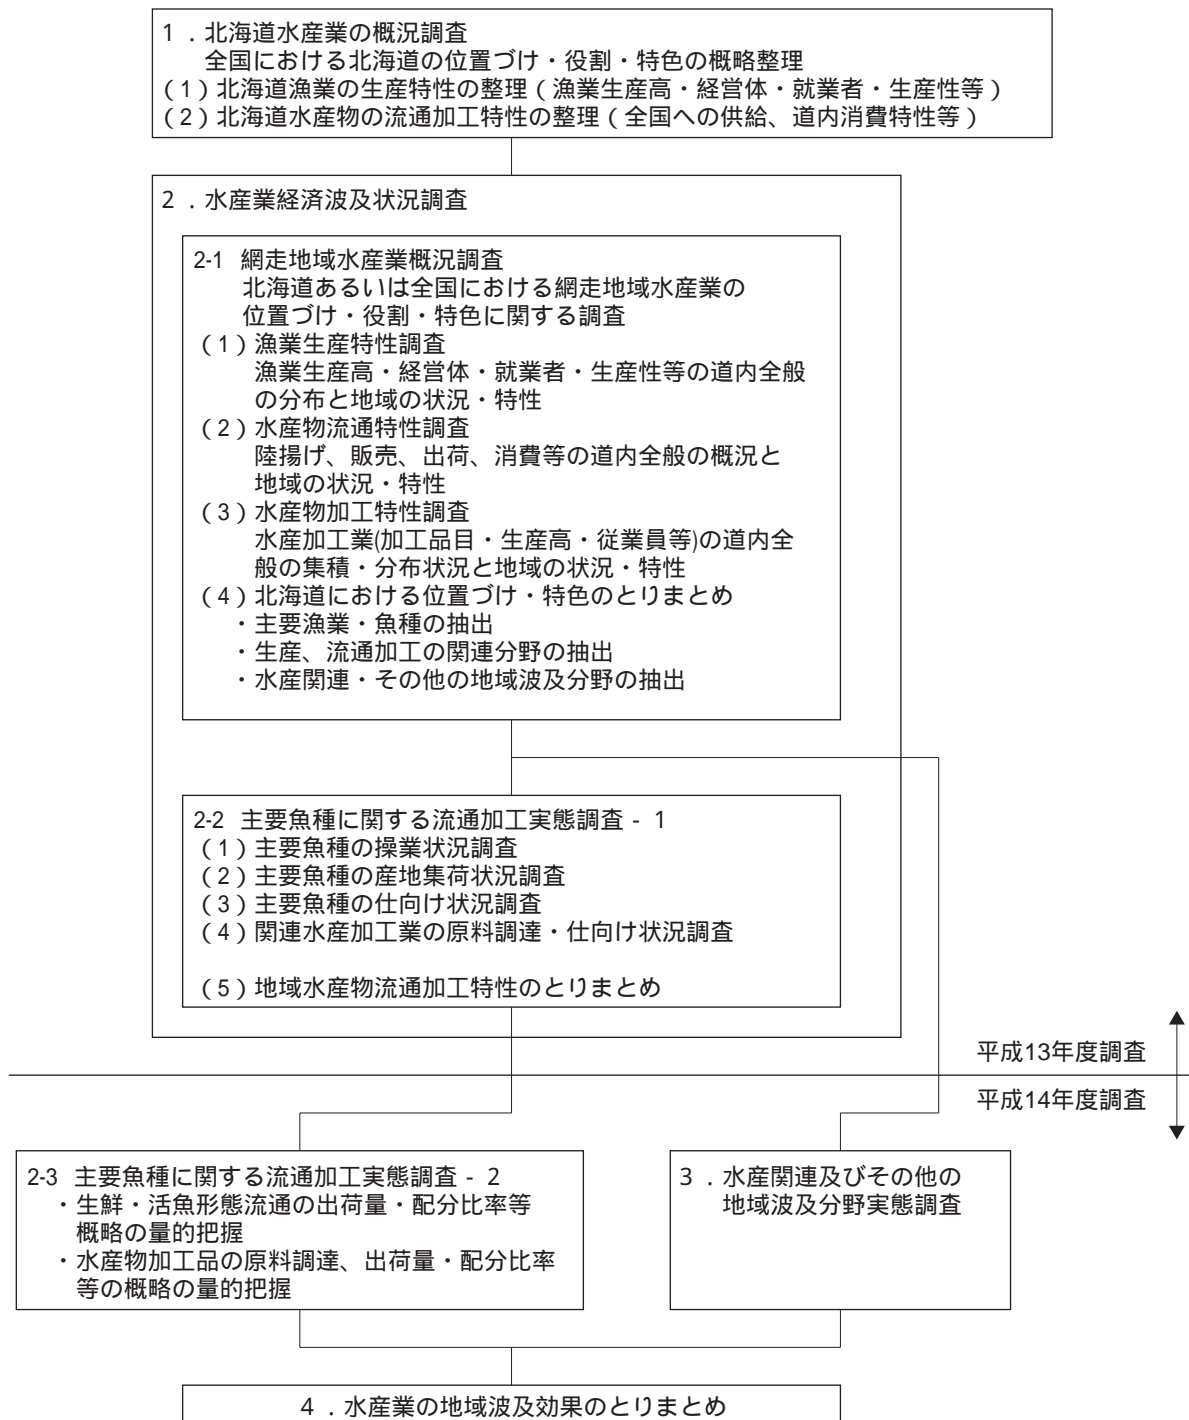 1．北海道水産業の概況調査
全国における北海道の位置づけ・役割・特色の概略整理
（1）北海道漁業の生産特性の整理（漁業生産高・経営体・就業者・生産性等）
（2）北海道水産物の流通加工特性の整理（全国への供給、道内消費特性等）
2．水産業経済波及状況調査
2-1 網走地域水産業概況調査
北海道あるいは全国における網走地域水産業の
位置づけ・役割・特色に関する調査
（1）漁業生産特性調査
漁業生産高・経営体・就業者・生産性等の道内全般
の分布と地域の状況・特性
（2）水産物流通特性調査
陸揚げ、販売、出荷、消費等の道内全般の概況と
地域の状況・特性
（3）水産物加工特性調査
水産加工業(加工品目・生産高・従業員等)の道内全
般の集積・分布状況と地域の状況・特性
（4）北海道における位置づけ・特色のとりまとめ
・主要漁業・魚種の抽出
・生産、流通加工の関連分野の抽出
・水産関連・その他の地域波及分野の抽出
2-2 主要魚種に関する流通加工実態調査 - 1
（1）主要魚種の操業状況調査
（2）主要魚種の産地集荷状況調査
（3）主要魚種の仕向け状況調査
（4）関連水産加工業の原料調達・仕向け状況調査
（5）地域水産物流通加工特性のとりまとめ
平成13年度調査
平成14年度調査
2-3 主要魚種に関する流通加工実態調査 - 2
・生鮮・活魚形態流通の出荷量・配分比率等
概略の量的把握
・水産物加工品の原料調達、出荷量・配分比率
等の概略の量的把握
3．水産関連及びその他の
地域波及分野実態調査
4．水産業の地域波及効果のとりまとめ